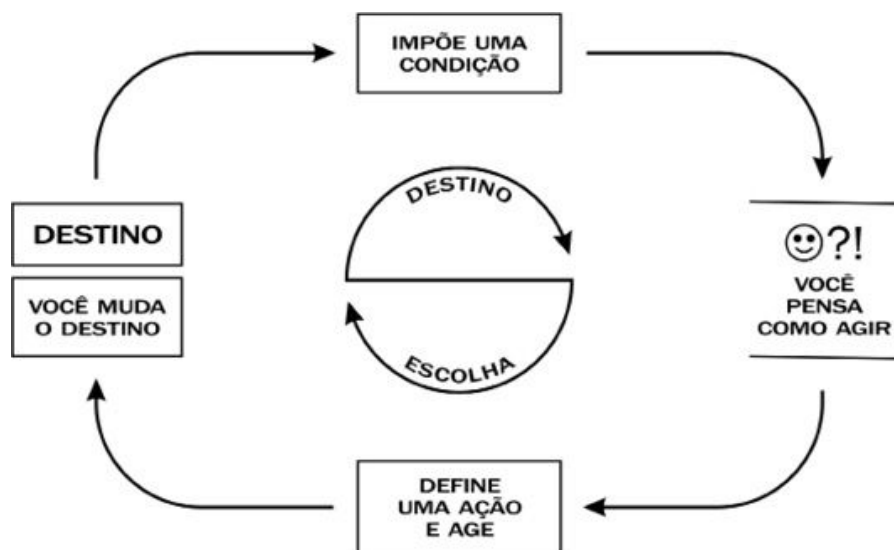 IMPÕE UMA
CONDIÇÃO
DESTINO
VOCÊ MUDA
O DESTINO
DESTINO
ESCOLHA
?!
VOCÊ
PENSA
COMO AGIR
DEFINE
UMA AÇÃO
E AGE